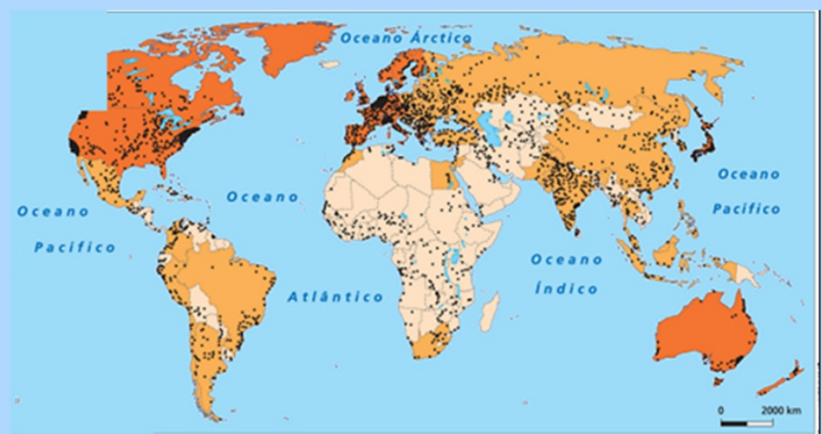 Oceano Árctico
Oceano
Pacífico
Oceano
Atlântico
Oceano
Índico
Oceano
Pacífico
0 2000 km